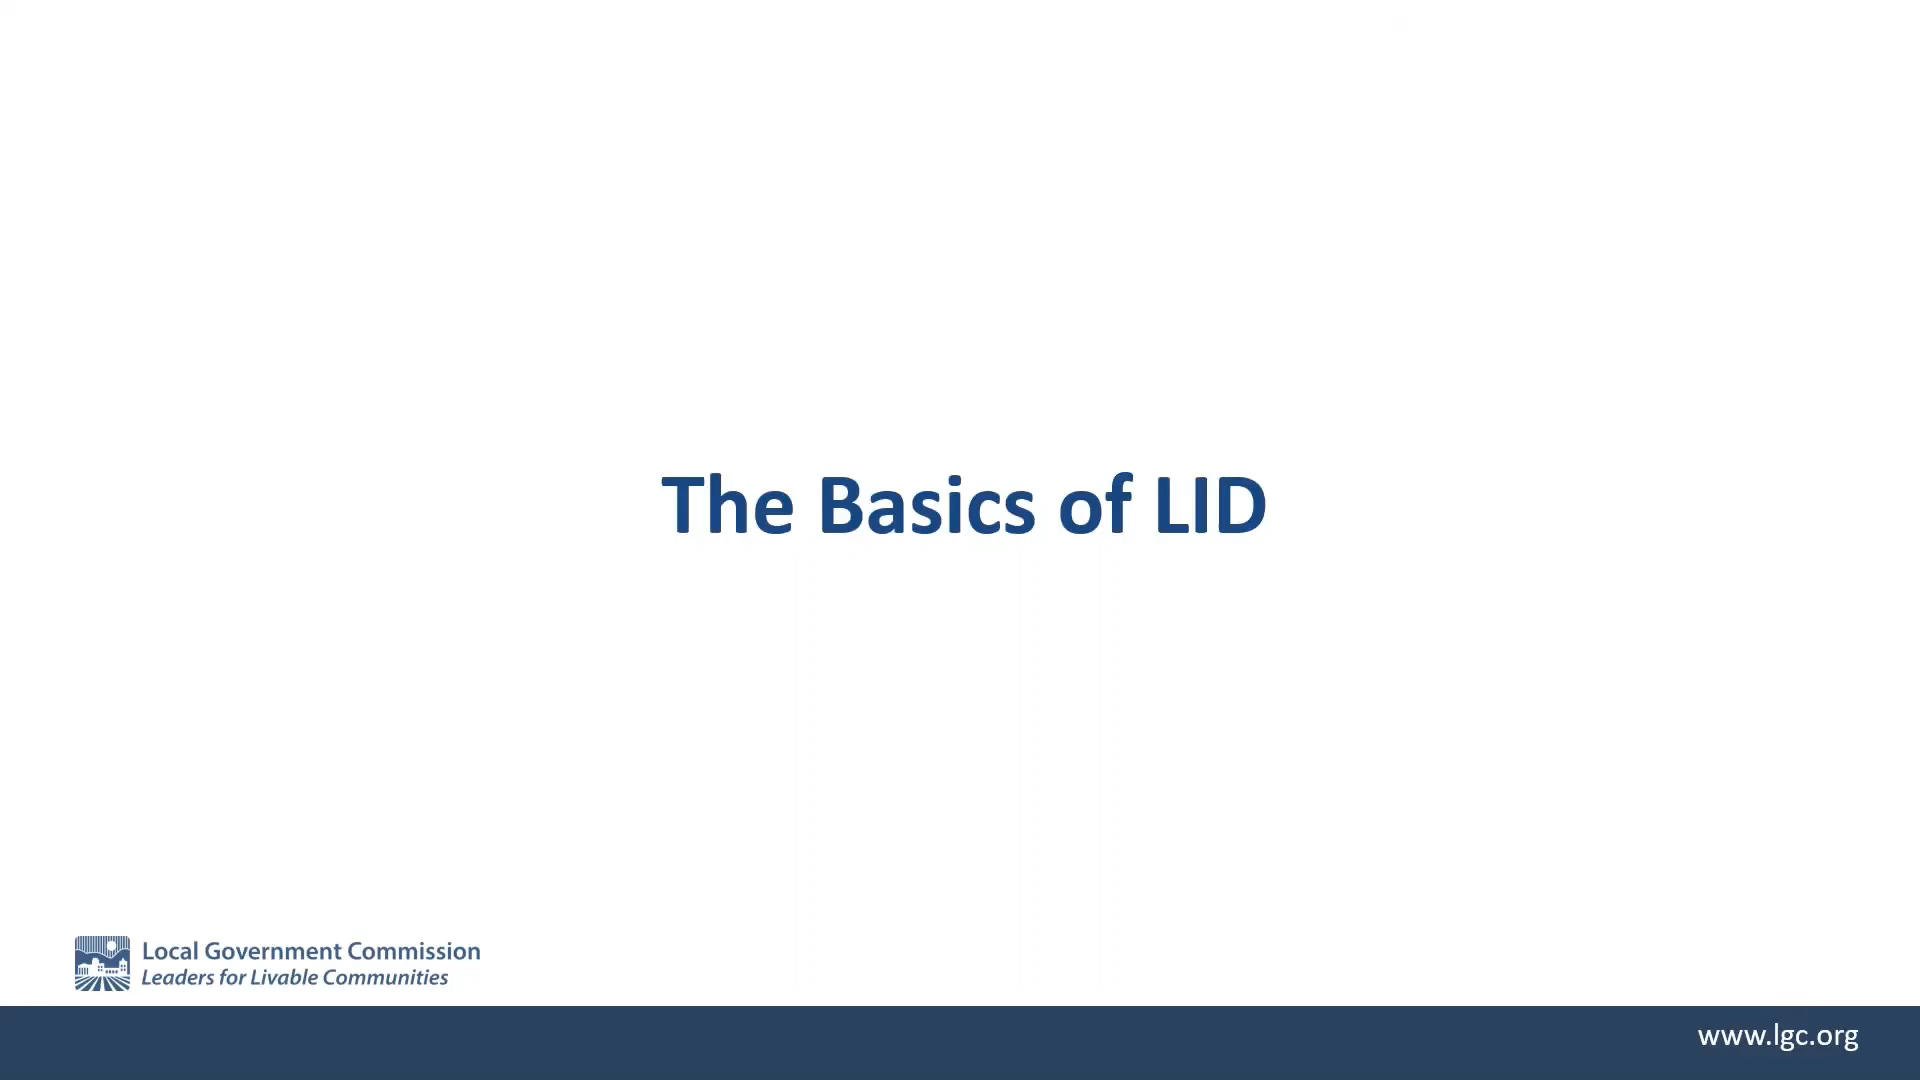 The Basics of LID
Local Government Commission
Leaders for Livable Communities
www.lgc.org